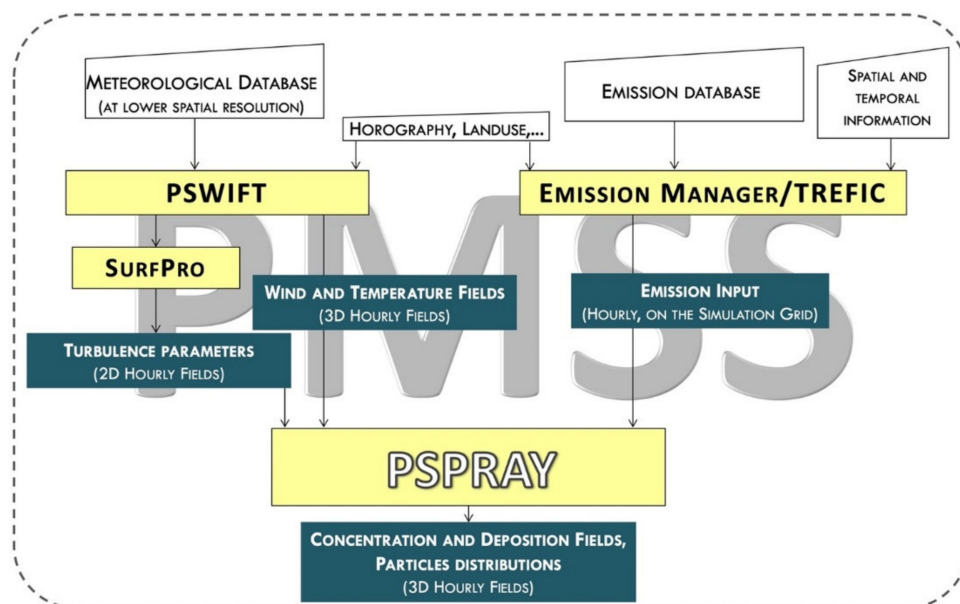 METEOROLOGICAL DATABASE
(AT LOWER SPATIAL RESOLUTION)
HOROGRAPHY, LANDUSE,...
EMISSION DATABASE
SPATIAL AND
TEMPORAL
INFORMATION
PSWIFT
EMISSION MANAGER/TREFIC
PMSS
SURFPRO
WIND AND TEMPERATURE FIELDS
(3D HOURLY FIELDS)
EMISSION INPUT
(HOURLY, ON THE SIMULATION GRID)
TURBULENCE PARAMETERS
(2D HOURLY FIELDS)
PSPRAY
CONCENTRATION AND DEPOSITION FIELDS,
PARTICLES DISTRIBUTIONS
(3D HOURLY FIELDS)